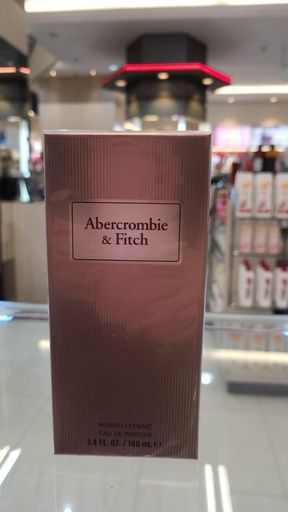 Abercrombie
& Fitch
WOMAN / FEMME
EAU DE PARFUM
3.4 FL. OZ. / 100 mL ℮